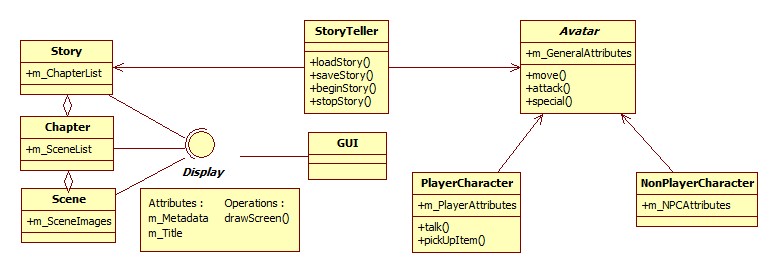 Story
+m_ChapterList
Chapter
+m_SceneList
Scene
+m_SceneImages
StoryTeller
+loadStory()
+saveStory()
+beginStory()
+stopStory()
Avatar
+m_GeneralAttributes
+move()
+attack()
+special()
Display
GUI
Attributes : Operations :
m_Metadata drawScreen()
m_Title
PlayerCharacter
+m_PlayerAttributes
+talk()
+pickUpItem()
NonPlayerCharacter
+m_NPCAttributes